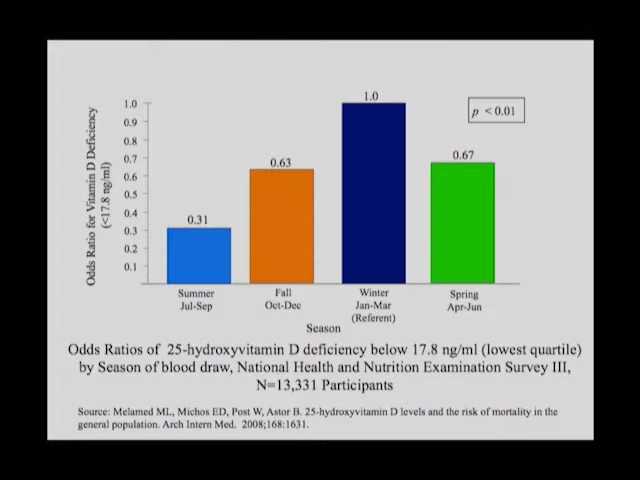 Odds Ratio for Vitamin D Deficiency
(<17.8 ng/ml)
1.0
0.9
0.8
0.7
0.6
0.5
0.4
0.3
0.2
0.1
0.31
0.63
1.0
0.67
p < 0.01
Summer
Jul-Sep
Fall
Oct-Dec
Winter
Jan-Mar
(Referent)
Spring
Apr-Jun
Season
Odds Ratios of 25-hydroxyvitamin D deficiency below 17.8 ng/ml (lowest quartile)
by Season of blood draw, National Health and Nutrition Examination Survey III,
N=13,331 Participants
Source: Melamed ML, Michos ED, Post W, Astor B. 25-hydroxyvitamin D levels and the risk of mortality in the
general population. Arch Intern Med. 2008;168:1631.